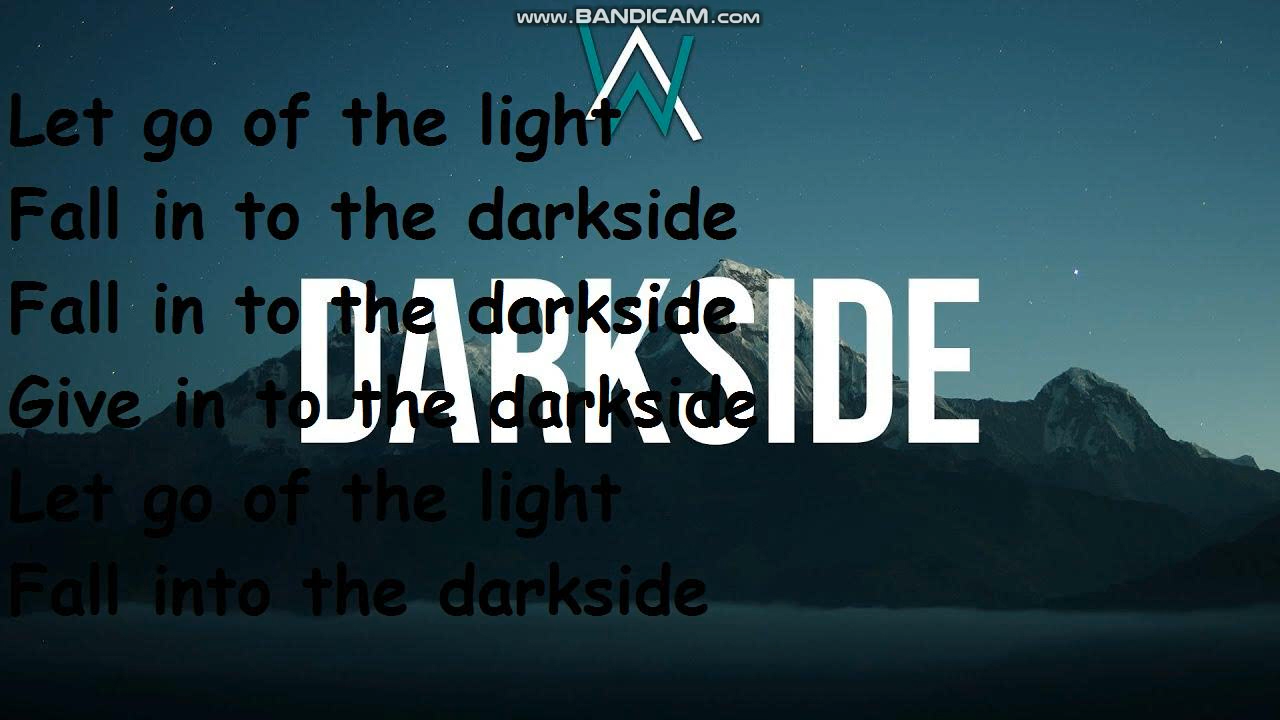 www.BANDICAM.com
Let go of the light
Fall in to the darkside
Fall in to the darkside
DARKSIDE
Give in to the darkside
Let go of the light
Fall into the darkside